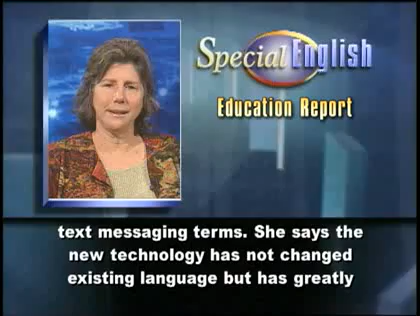 Special English
Education Report
text messaging terms. She says the
new technology has not changed
existing language but has greatly